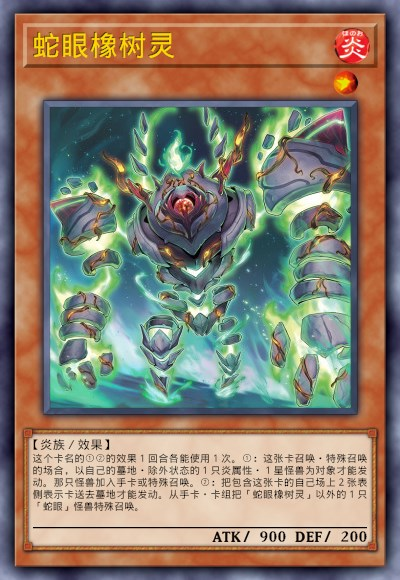 蛇眼橡树灵
ほのお
炎
【炎族/效果】
这个卡名的①②的效果1回合各能使用1次。①:这张卡召唤·特殊召唤
的场合,以自己的墓地·除外状态的1只炎属性·1星怪兽为对象才能发
动。那只怪兽加入手卡或特殊召唤。②:把包含这张卡的自己场上2张表
侧表示卡送去墓地才能发动。从手卡·卡组把「蛇眼橡树灵」以外的1只
「蛇眼」怪兽特殊召唤。
ATK/ 900 DEF/ 200